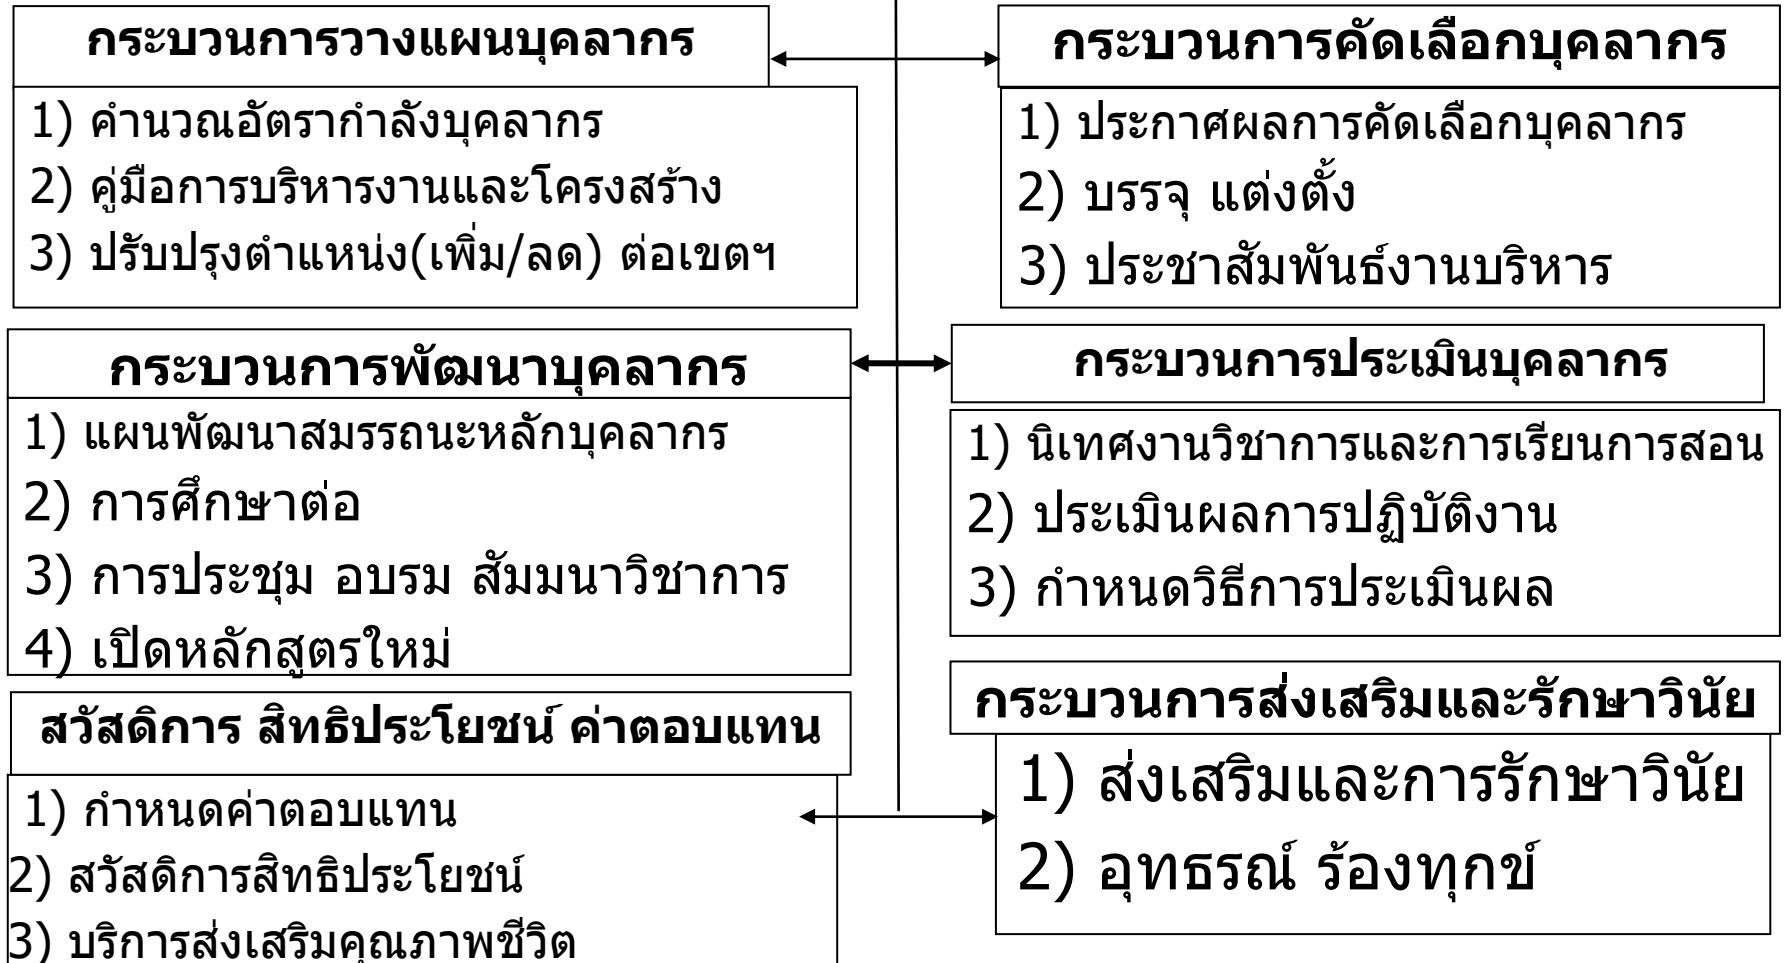 กระบวนการวางแผนบุคลากร
1) คำนวณอัตรากำลังบุคลากร
2) คู่มือการบริหารงานและโครงสร้าง
3) ปรับปรุงตำแหน่ง(เพิ่ม/ลด) ต่อเขตฯ
กระบวนการคัดเลือกบุคลากร
1) ประกาศผลการคัดเลือกบุคลากร
2) บรรจุ แต่งตั้ง
3) ประชาสัมพันธ์งานบริหาร
กระบวนการพัฒนาบุคลากร
1) แผนพัฒนาสมรรถนะหลักบุคลากร
2) การศึกษาต่อ
3) การประชุม อบรม สัมมนาวิชาการ
4) เปิดหลักสูตรใหม่
กระบวนการประเมินบุคลากร
1) นิเทศงานวิชาการและการเรียนการสอน
2) ประเมินผลการปฏิบัติงาน
3) กำหนดวิธีการประเมินผล
สวัสดิการ สิทธิประโยชน์ ค่าตอบแทน
1) กำหนดค่าตอบแทน
2) สวัสดิการสิทธิประโยชน์
3) บริการส่งเสริมคุณภาพชีวิต
กระบวนการส่งเสริมและรักษาวินัย
1) ส่งเสริมและการรักษาวินัย
2) อุทธรณ์ ร้องทุกข์